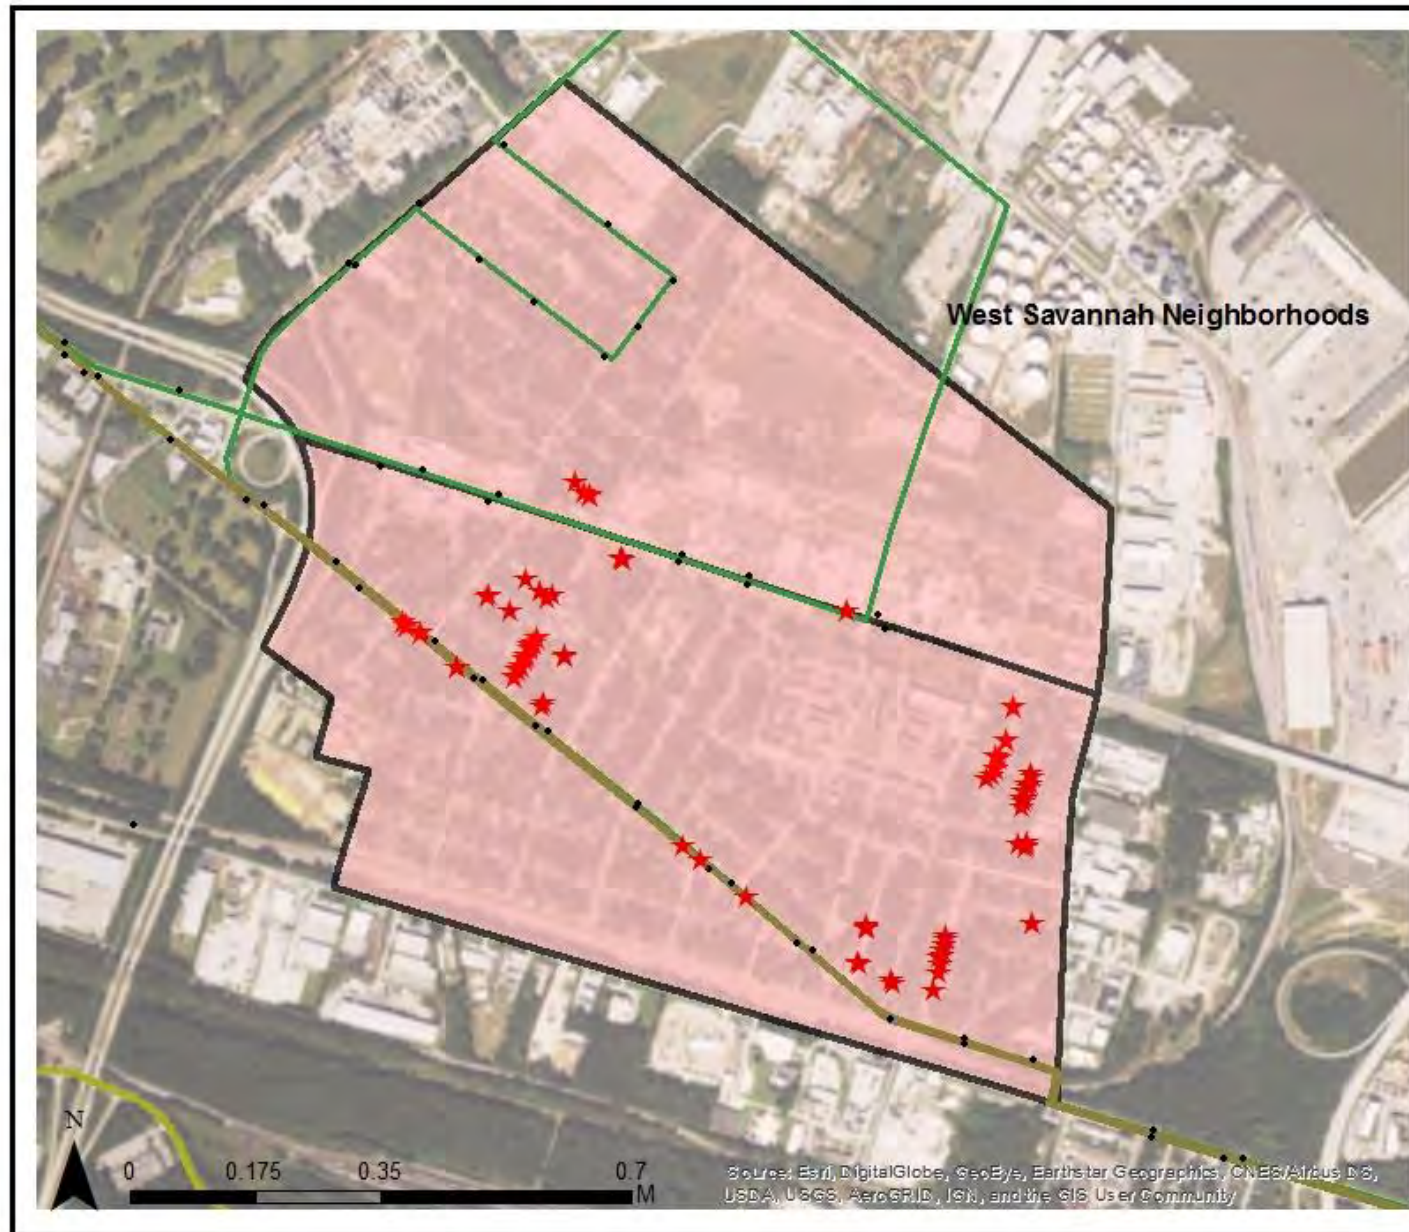 West Savannah Neighborhoods
N
0 0.175 0.35 0.7
M
Source: Esri, DigitalGlobe, GeoEye, Earthstar Geographics, CNES/Airbus DS,
USDA, USGS, AeroGRID, IGN, and the GIS User Community